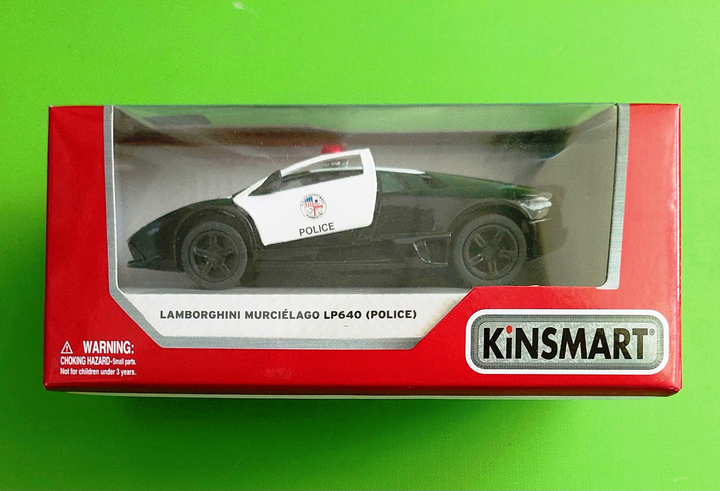 POLICE
LAMBORGHINI MURCIÉLAGO LP640 (POLICE)
⚠ WARNING:
CHOKING HAZARD-Small parts.
Not for children under 3 years.
KiNSMART®